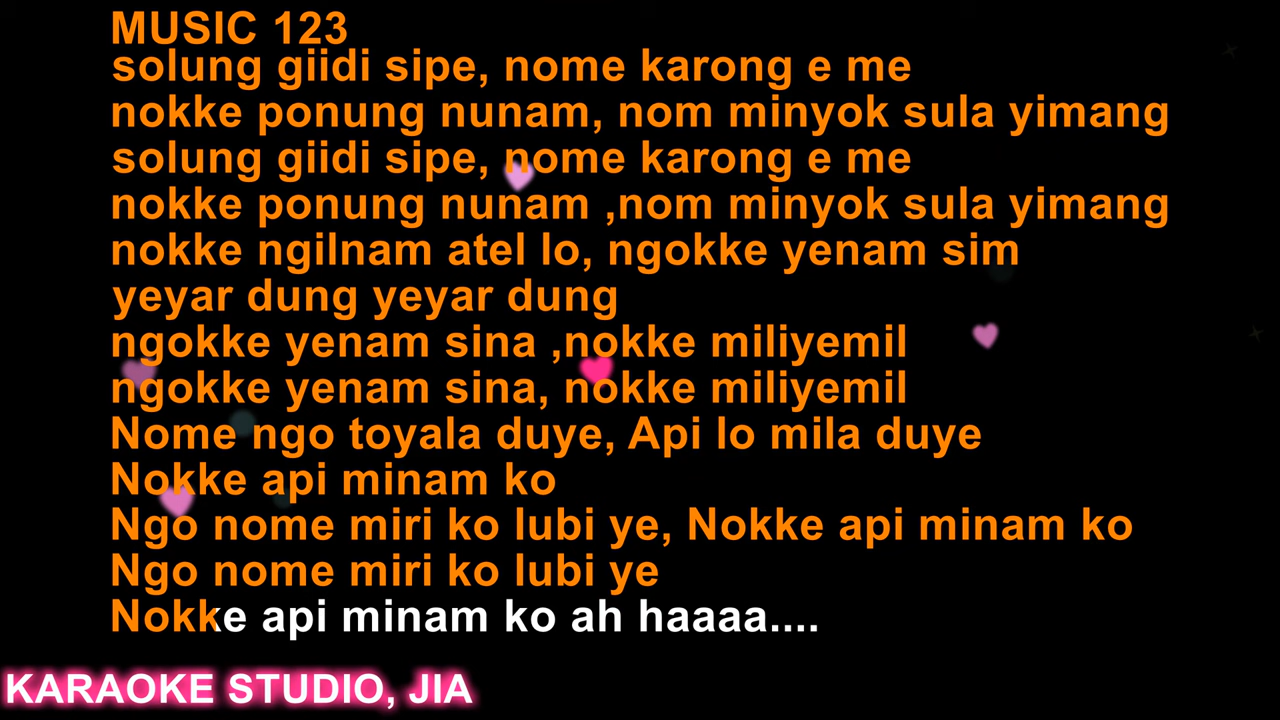 MUSIC 123
solung giidi sipe, nome karong e me
nokke ponung nunam, nom minyok sula yimang
solung giidi sipe, nome karong e me
nokke ponung nunam ,nom minyok sula yimang
nokke ngilnam atel lo, ngokke yenam sim
yeyar dung yeyar dung
ngokke yenam sina ,nokke miliyemil
ngokke yenam sina, nokke miliyemil
Nome ngo toyala duye, Api lo mila duye
Nokke api minam ko
Ngo nome miri ko lubi ye, Nokke api minam ko
Ngo nome miri ko lubi ye
Nokke api minam ko ah haaaa....
KARAOKE STUDIO, JIA